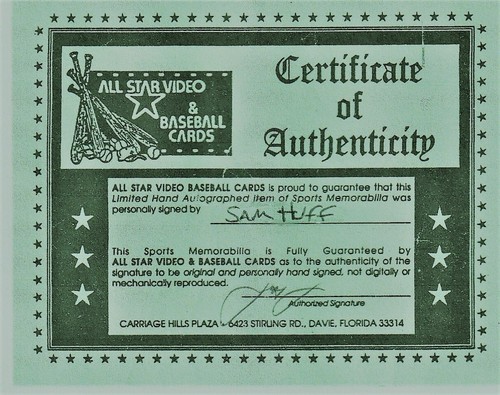 ALL STAR VIDEO
&
BASEBALL
CARDS
Certificate
of
Authenticity
ALL STAR VIDEO BASEBALL CARDS is proud to guarantee that this
Limited Hand Autographed Item of Sports Memorabilia was
personally signed by SAM HUFF
This Sports Memorabilia is Fully Guaranteed by
ALL STAR VIDEO & BASEBALL CARDS as to the authenticity of the
signature to be original and personally hand signed, not digitally or
mechanically reproduced.
Authorized Signature
CARRIAGE HILLS PLAZA - 6423 STIRLING RD., DAVIE, FLORIDA 33314